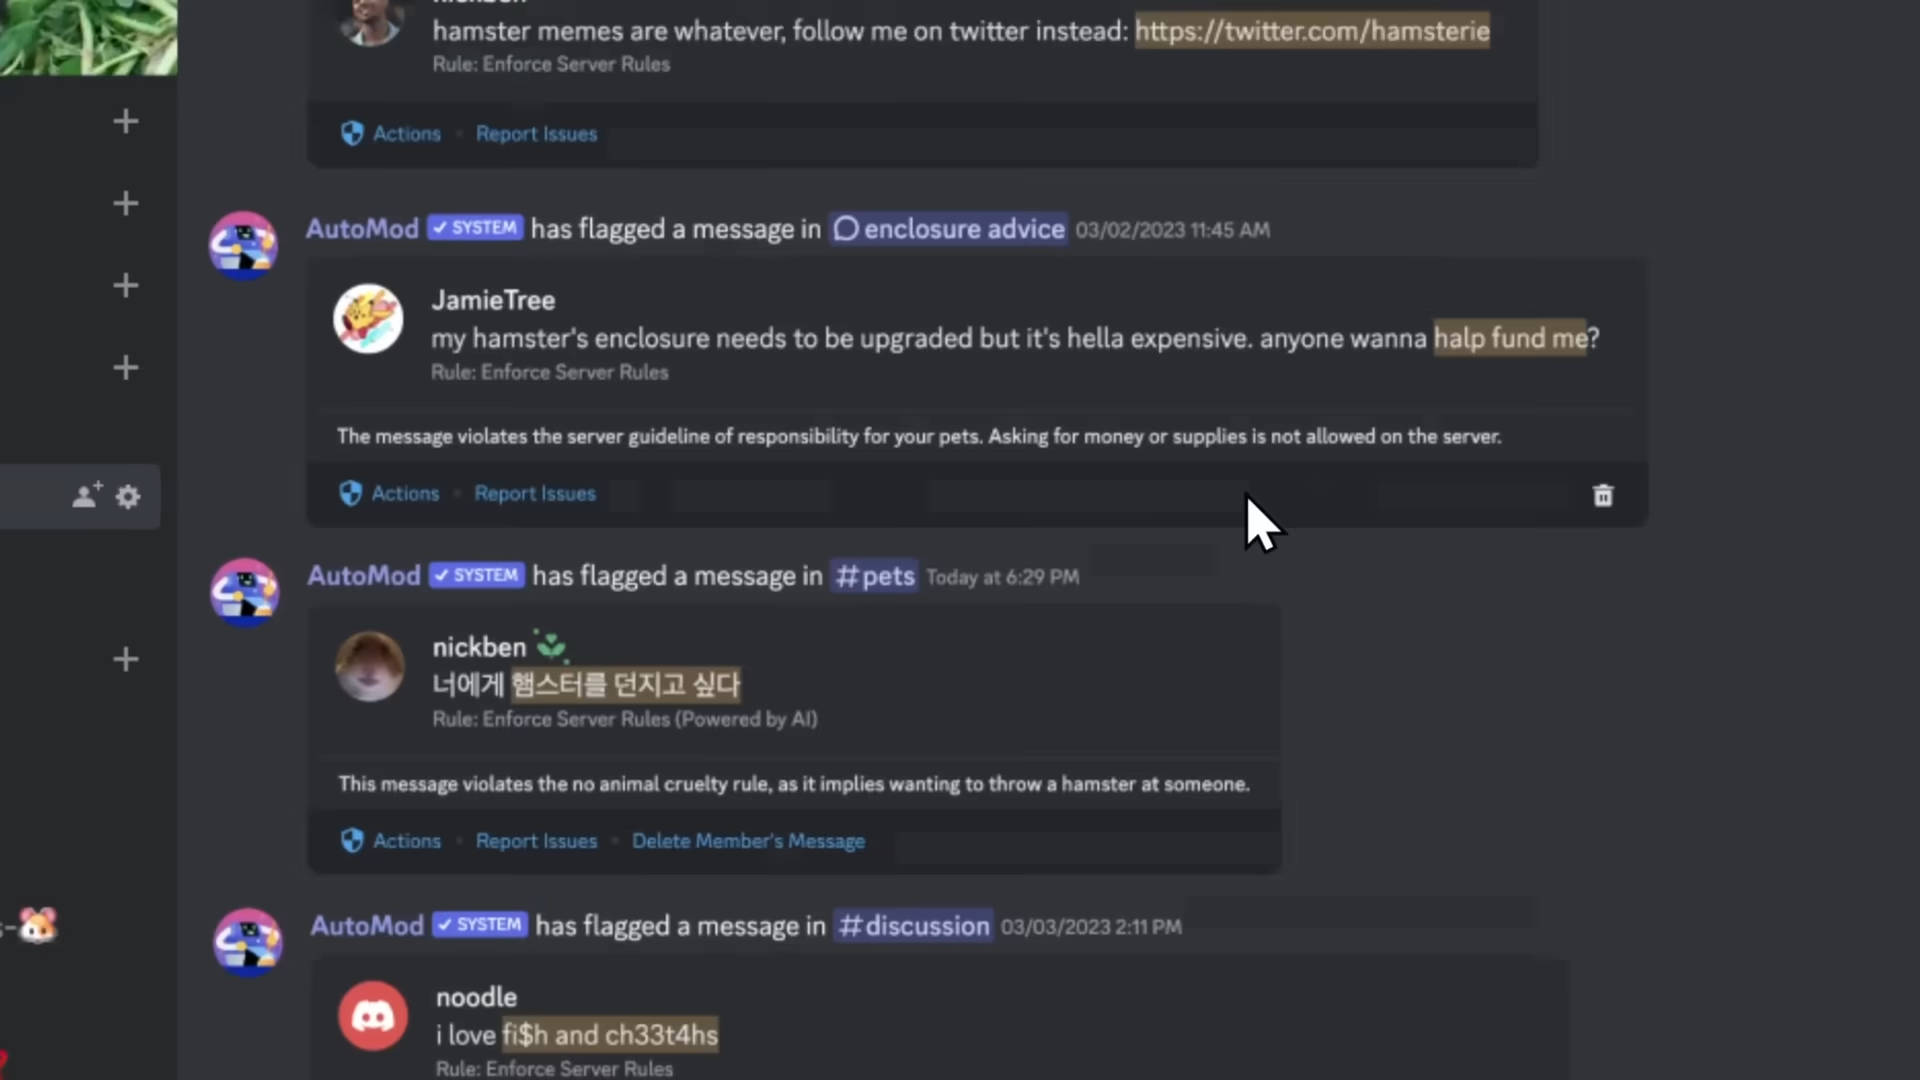 hamster memes are whatever, follow me on twitter instead: https://twitter.com/hamsterie
Rule: Enforce Server Rules
Actions • Report Issues
AutoMod ✓ SYSTEM has flagged a message in enclosure advice 03/02/2023 11:45 AM
JamieTree
my hamster's enclosure needs to be upgraded but it's hella expensive. anyone wanna halp fund me?
Rule: Enforce Server Rules
The message violates the server guideline of responsibility for your pets. Asking for money or supplies is not allowed on the server.
Actions • Report Issues
AutoMod ✓ SYSTEM has flagged a message in #pets Today at 6:29 PM
nickben
너에게 햄스터를 던지고 싶다
Rule: Enforce Server Rules (Powered by AI)
This message violates the no animal cruelty rule, as it implies wanting to throw a hamster at someone.
Actions • Report Issues • Delete Member's Message
AutoMod ✓ SYSTEM has flagged a message in #discussion 03/03/2023 2:11 PM
noodle
i love fi$h and ch33t4hs
Rule: Enforce Server Rules